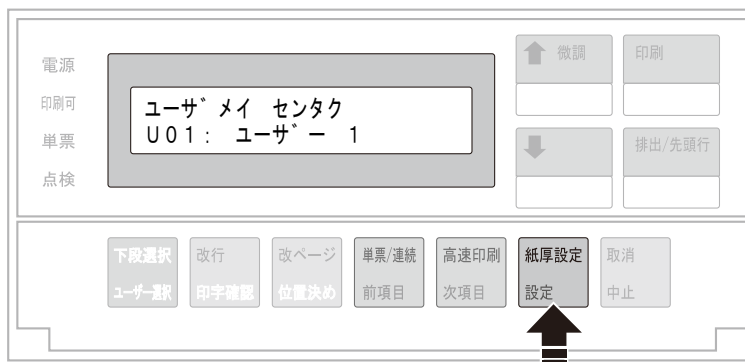 電源
印刷可
単票
点検
ユーザ゛メイ センタク
U01: ユーサ゛ー 1
微調
印刷
排出/先頭行
下段選択
ユーザー選択
改行
印字確認
改ページ
位置決め
単票/連続
前項目
高速印刷
次項目
紙厚設定
設定
取消
中止